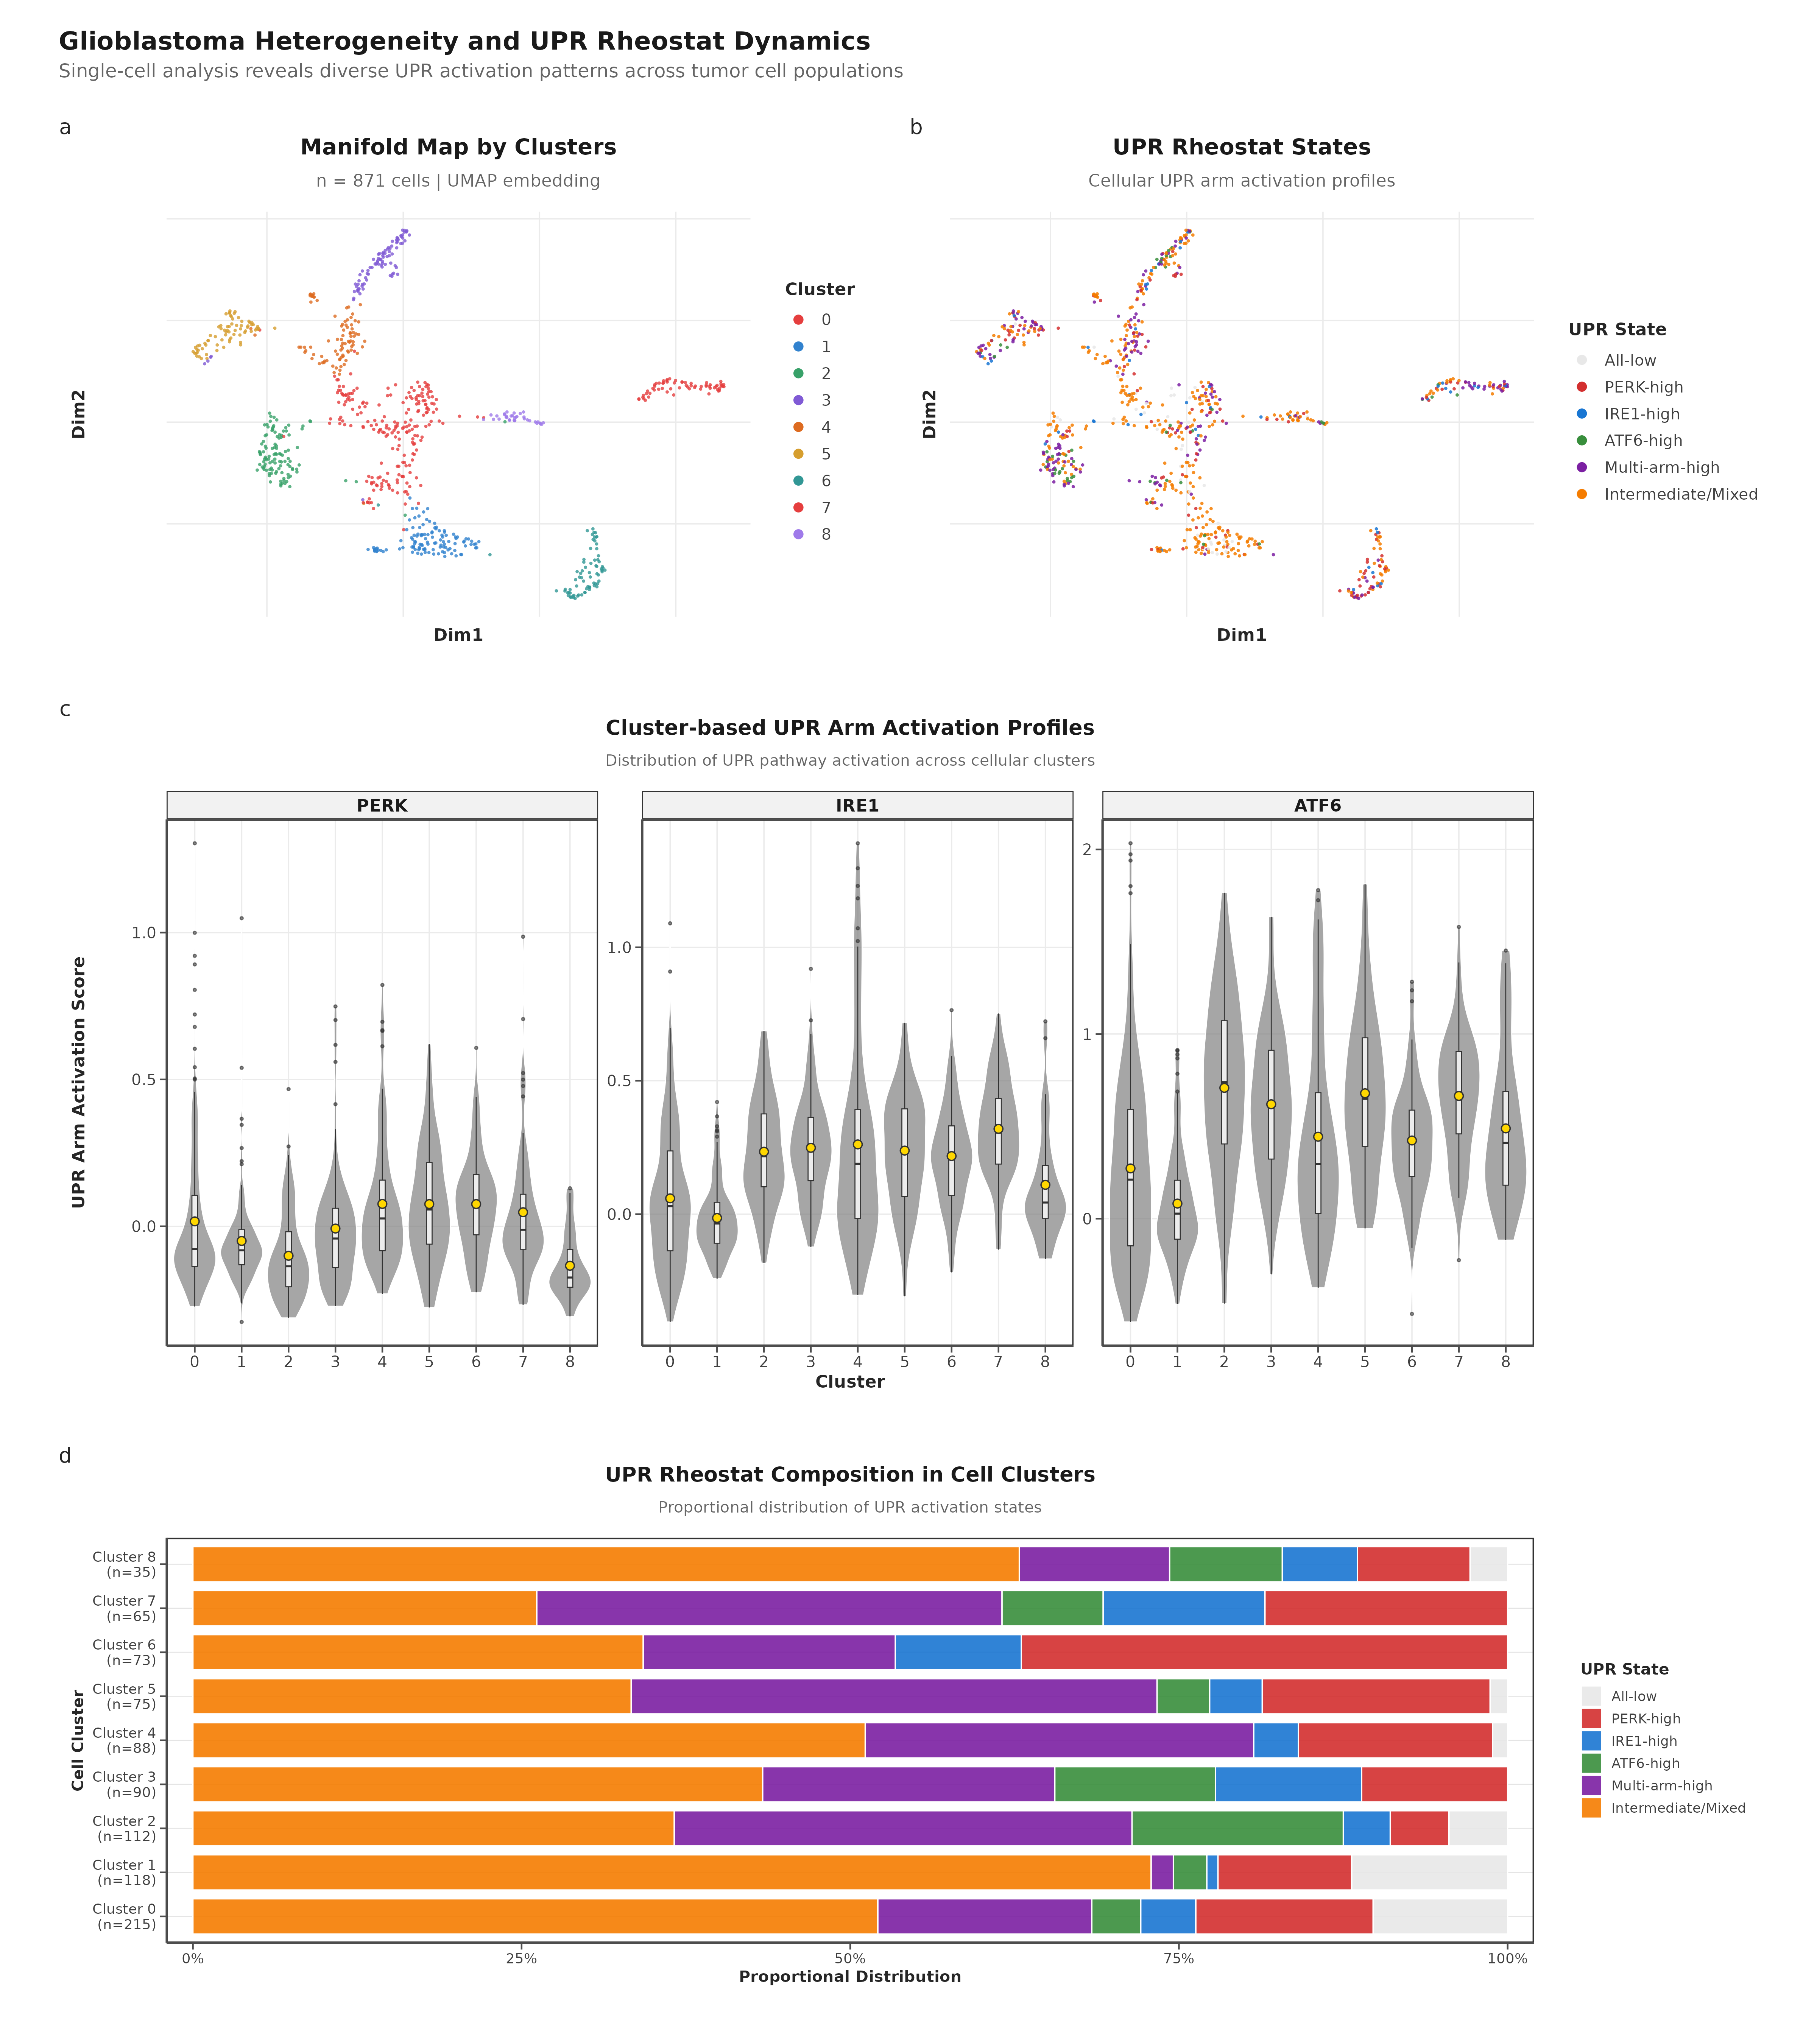 Glioblastoma Heterogeneity and UPR Rheostat Dynamics
Single-cell analysis reveals diverse UPR activation patterns across tumor cell populations
a
Manifold Map by Clusters
n = 871 cells | UMAP embedding
Dim2
Dim1
Cluster
0
1
2
3
4
5
6
7
8
b
UPR Rheostat States
Cellular UPR arm activation profiles
Dim2
Dim1
UPR State
All-low
PERK-high
IRE1-high
ATF6-high
Multi-arm-high
Intermediate/Mixed
c
Cluster-based UPR Arm Activation Profiles
Distribution of UPR pathway activation across cellular clusters
UPR Arm Activation Score
PERK
1.0
0.5
0.0
0 1 2 3 4 5 6 7 8
IRE1
1.0
0.5
0.0
0 1 2 3 4 5 6 7 8
ATF6
2
1
0
0 1 2 3 4 5 6 7 8
Cluster
d
UPR Rheostat Composition in Cell Clusters
Proportional distribution of UPR activation states
Cell Cluster
Cluster 8
(n=35)
Cluster 7
(n=65)
Cluster 6
(n=73)
Cluster 5
(n=75)
Cluster 4
(n=88)
Cluster 3
(n=90)
Cluster 2
(n=112)
Cluster 1
(n=118)
Cluster 0
(n=215)
0% 25% 50% 75% 100%
Proportional Distribution
UPR State
All-low
PERK-high
IRE1-high
ATF6-high
Multi-arm-high
Intermediate/Mixed